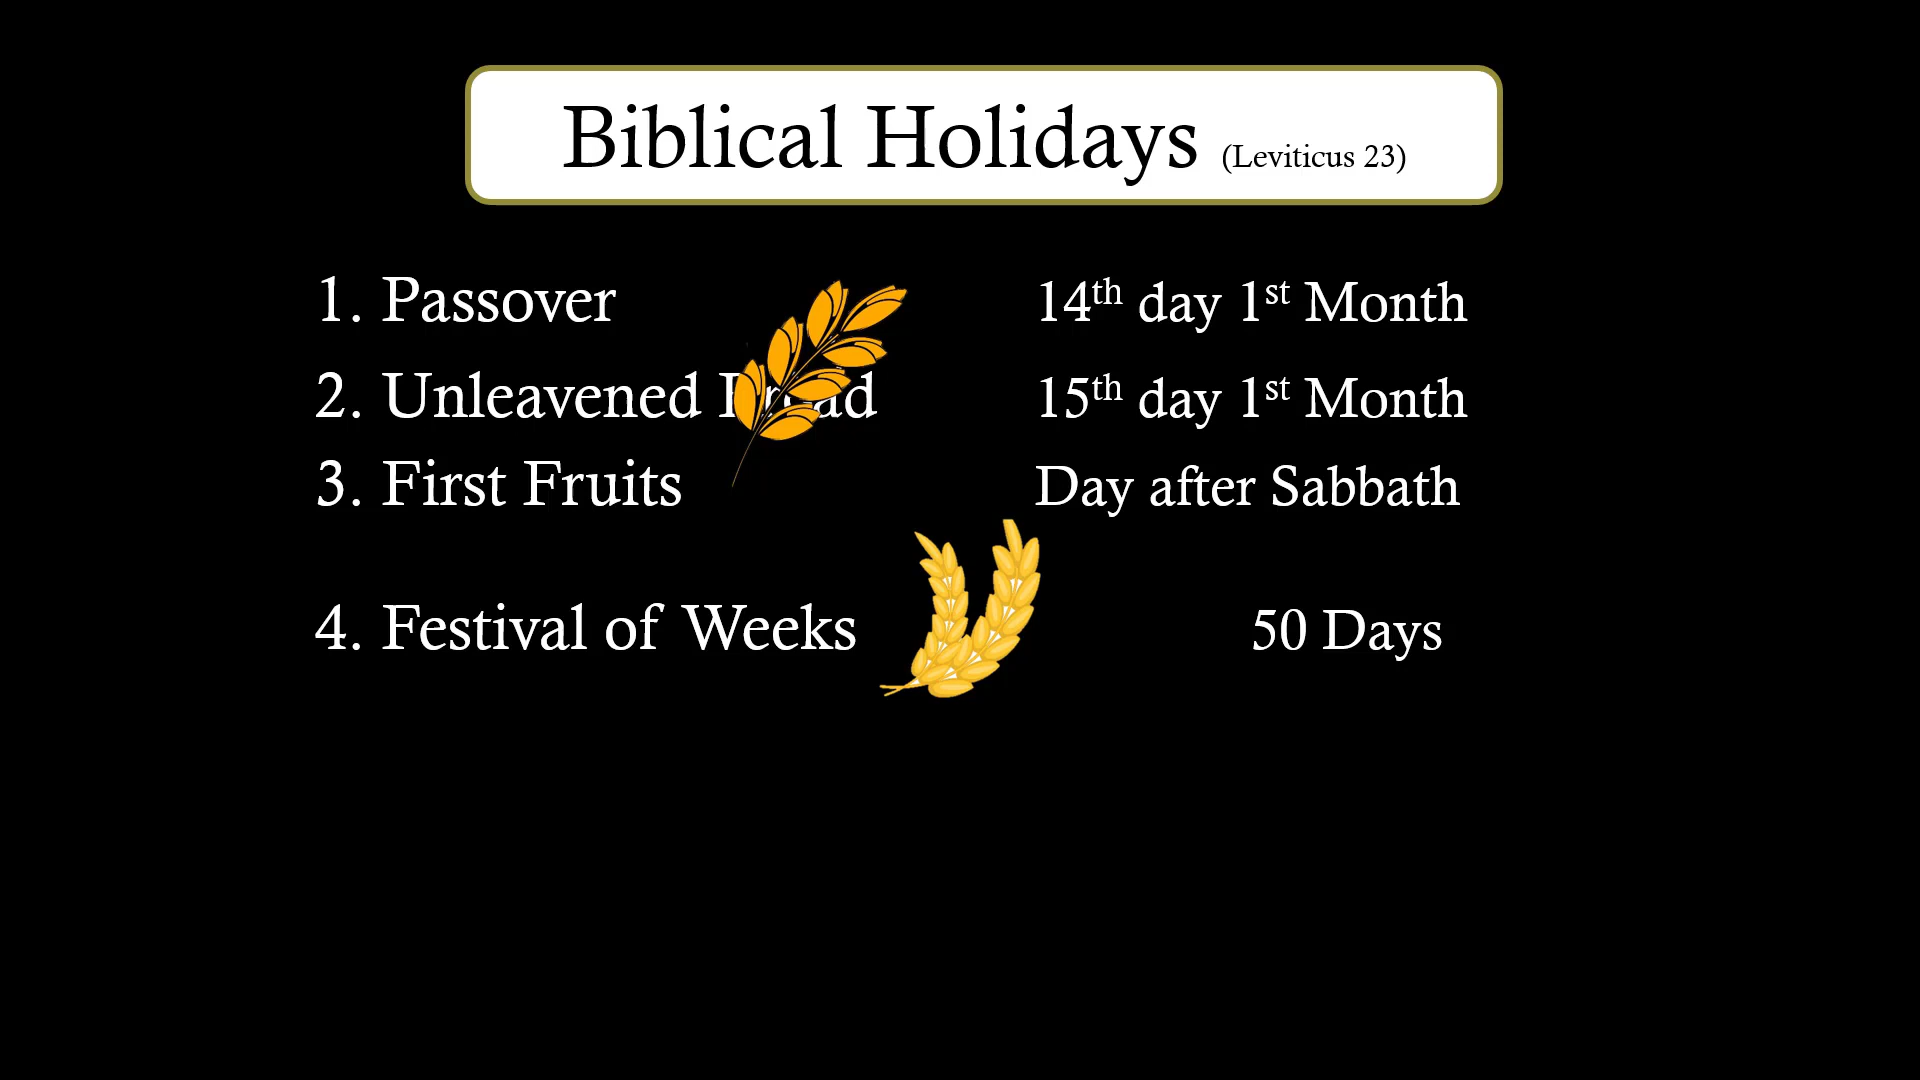 Biblical Holidays (Leviticus 23)
1. Passover 14th day 1st Month
2. Unleavened Bread 15th day 1st Month
3. First Fruits Day after Sabbath
4. Festival of Weeks 50 Days